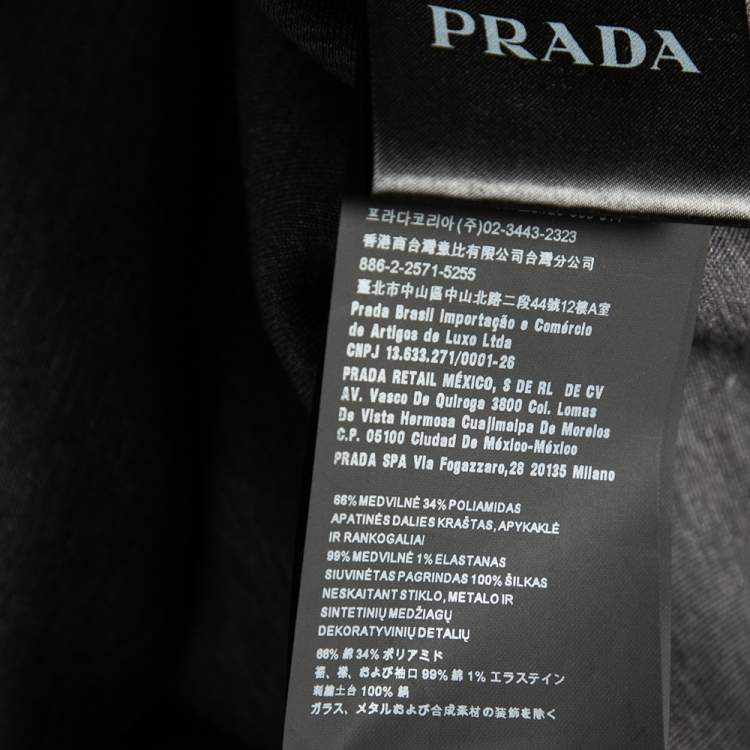 PRADA
프라다코리아(주)02-3443-2323
香港商台灣壹比有限公司台灣分公司
886-2-2571-5255
臺北市中山區中山北路二段44號12樓A室
Prada Brasil Importação e Comércio
de Artigos de Luxo Ltda
CNPJ 13.633.271/0001-26
PRADA RETAIL MÉXICO, S DE RL DE CV
AV. Vasco De Quiroga 3800 Col. Lomas
De Vista Hermosa Cuajimalpa De Morelos
C.P. 05100 Ciudad De México-México
PRADA SPA Via Fogazzaro,28 20135 Milano
66% MEDVILNĖ 34% POLIAMIDAS
APATINĖS DALIES KRAŠTAS, APYKAKLĖ
IR RANKOGALIAI
99% MEDVILNĖ 1% ELASTANAS
SIUVINĖTAS PAGRINDAS 100% ŠILKAS
NESKAITANT STIKLO, METALO IR
SINTETINIŲ MEDŽIAGŲ
DEKORATYVINIŲ DETALIŲ
66% 綿 34% ポリアミド
裾、襟、および袖口 99% 綿 1% エラステイン
刺繍土台 100% 絹
ガラス、メタルおよび合成素材の装飾を除く